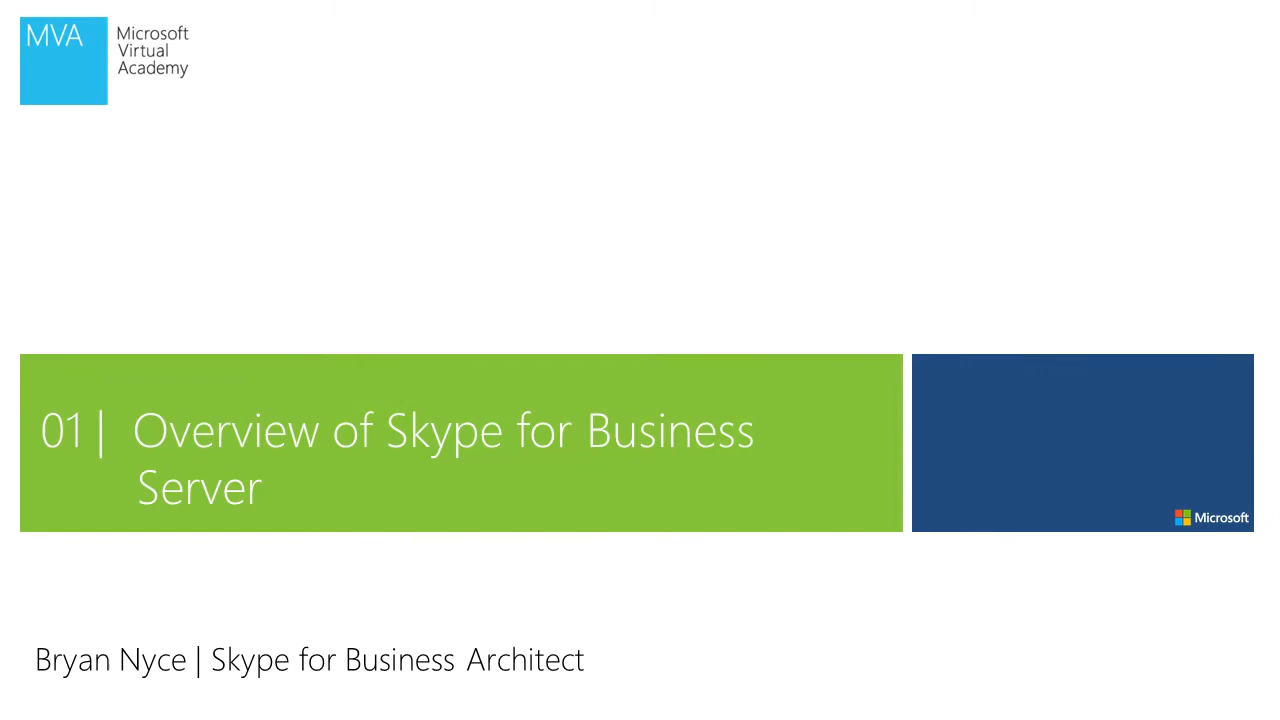 MVA
Microsoft
Virtual
Academy
01 | Overview of Skype for Business
Server
Microsoft
Bryan Nyce | Skype for Business Architect